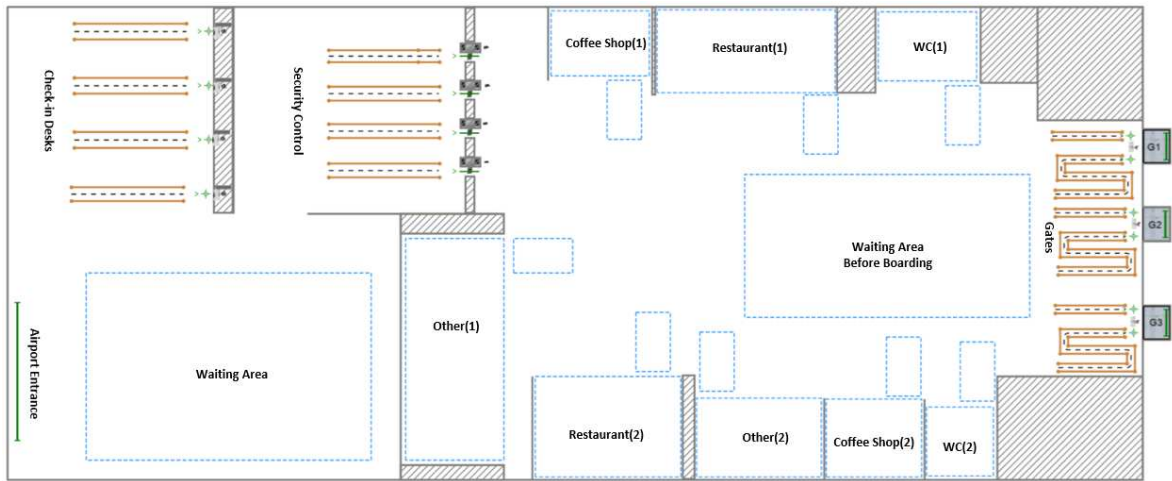 Coffee Shop(1)
Restaurant(1)
WC(1)
Check-in Desks
Security Control
G1
G2
G3
Gates
Waiting Area
Before Boarding
Other(1)
Airport Entrance
Waiting Area
Restaurant(2)
Other(2)
Coffee Shop(2)
WC(2)